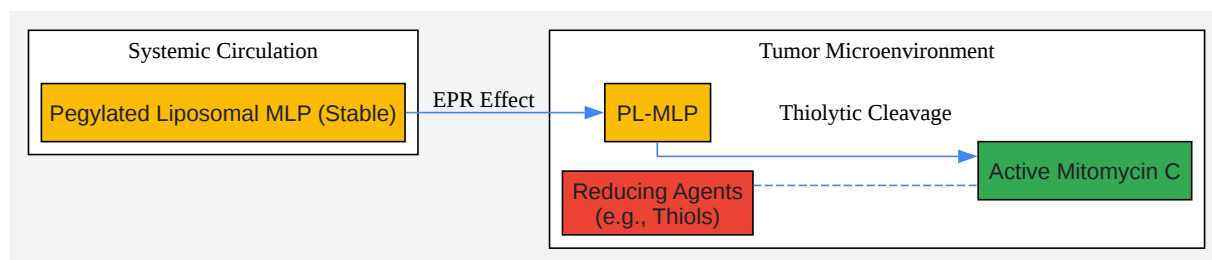 Systemic Circulation
Pegylated Liposomal MLP (Stable)
EPR Effect
Tumor Microenvironment
PL-MLP
Thiolytic Cleavage
Reducing Agents
(e.g., Thiols)
Active Mitomycin C